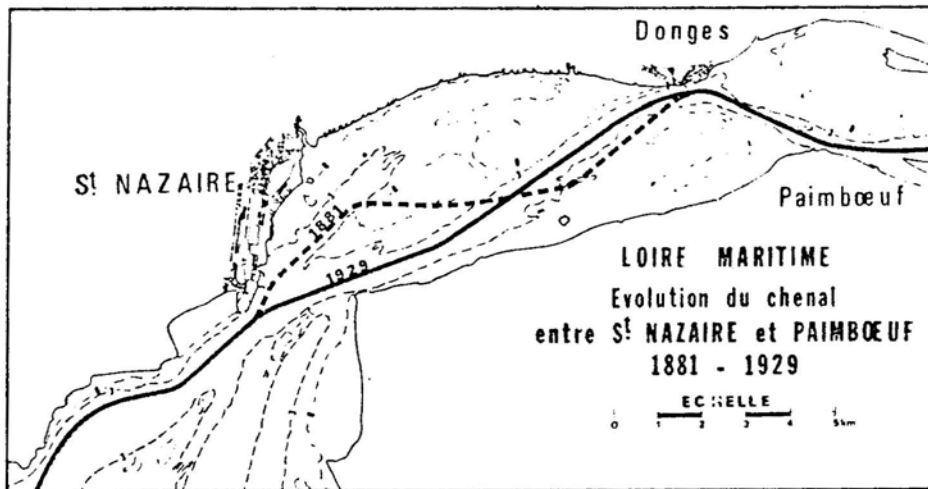 Donges
St NAZAIRE
1881
1929
Paimbœuf
LOIRE MARITIME
Evolution du chenal
entre St NAZAIRE et PAIMBŒUF
1881 - 1929
ECHELLE
0 1 2 3 4 5km